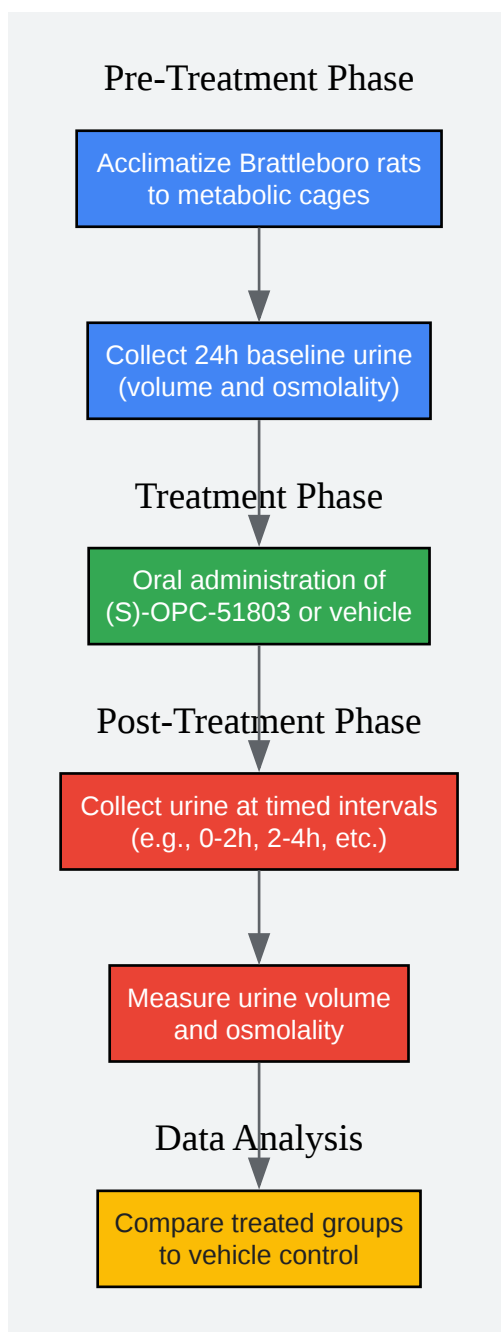 Pre-Treatment Phase
Acclimatize Brattleboro rats
to metabolic cages
Collect 24h baseline urine
(volume and osmolality)
Treatment Phase
Oral administration of
(S)-OPC-51803 or vehicle
Post-Treatment Phase
Collect urine at timed intervals
(e.g., 0-2h, 2-4h, etc.)
Measure urine volume
and osmolality
Data Analysis
Compare treated groups
to vehicle control